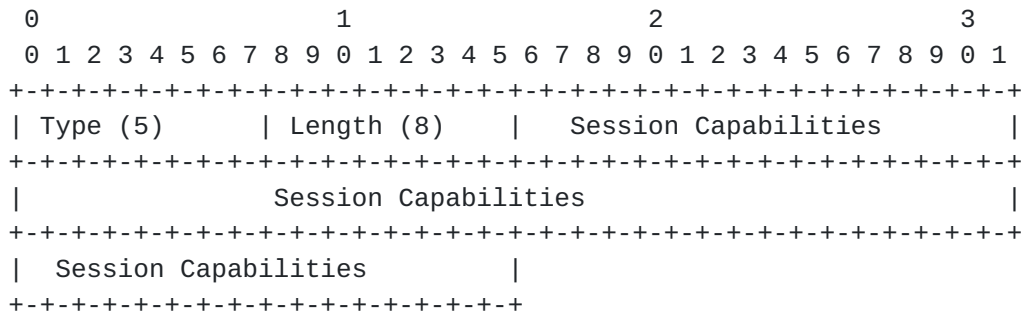 0                   1                   2                   3
 0 1 2 3 4 5 6 7 8 9 0 1 2 3 4 5 6 7 8 9 0 1 2 3 4 5 6 7 8 9 0 1
+-+-+-+-+-+-+-+-+-+-+-+-+-+-+-+-+-+-+-+-+-+-+-+-+-+-+-+-+-+-+-+-+
| Type (5)      | Length (8)    |   Session Capabilities        |
+-+-+-+-+-+-+-+-+-+-+-+-+-+-+-+-+-+-+-+-+-+-+-+-+-+-+-+-+-+-+-+-+
|                Session Capabilities                           |
+-+-+-+-+-+-+-+-+-+-+-+-+-+-+-+-+-+-+-+-+-+-+-+-+-+-+-+-+-+-+-+-+
|  Session Capabilities         |
+-+-+-+-+-+-+-+-+-+-+-+-+-+-+-+-+